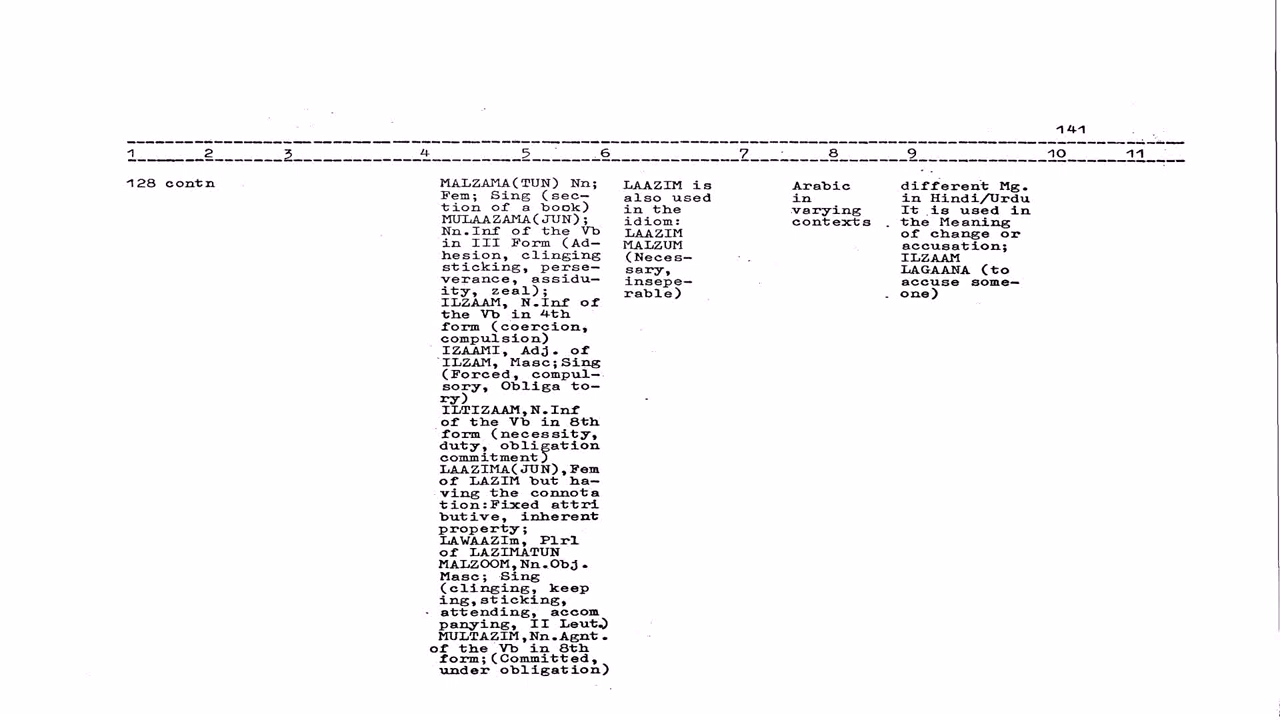 141
1 2 3 4 5 6 7 8 9 10 11
128 contn
MALZAMA(TUN) Nn;
Fem; Sing (sec-
tion of a book)
MULAAZAMA(JUN);
Nn.Inf of the Vb
in III Form (Ad-
hesion, clinging
sticking, perse-
verance, assidu-
ity, zeal);
ILZAAM, N.Inf of
the Vb in 4th
form (coercion,
compulsion)
IZAAMI, Adj. of
ILZAM, Masc;Sing
(Forced, compul-
sory, Obliga to-
ry)
ILTIZAAM,N.Inf
of the Vb in 8th
form (necessity,
duty, obligation
commitment)
LAAZIMA(JUN),Fem
of LAZIM but ha-
ving the connota
tion:Fixed attri
butive, inherent
property;
LAWAAZIm, Plrl
of LAZIMATUN
MALZOOM,Nn.Obj.
Masc; Sing
(clinging, keep
ing,sticking,
attending, accom
panying, II Leut.)
MULTAZIM,Nn.Agnt.
of the Vb in 8th
form;(Committed,
under obligation)
LAAZIM is
also used
in the
idiom:
LAAZIM
MALZUM
(Neces-
sary,
insepe-
rable)
Arabic
in
varying
contexts
different Mg.
in Hindi/Urdu
It is used in
the Meaning
of change or
accusation;
ILZAAM
LAGAANA (to
accuse some-
one)